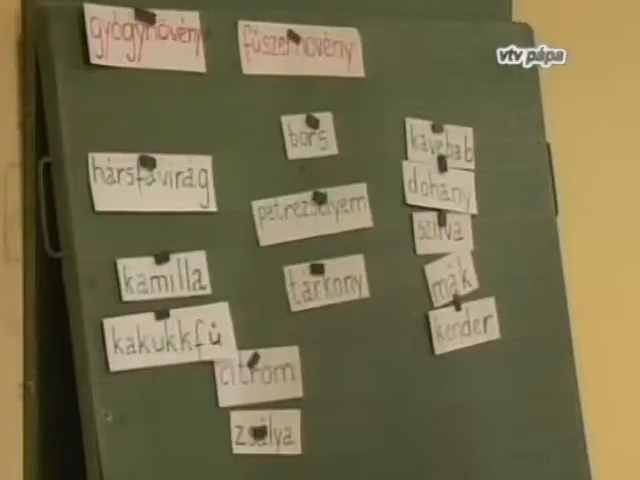 gyógynövény
fűszernövény
vtv pápa
hársfavirág
kamilla
kakukkfű
bors
petrezselyem
tárkony
citrom
zsálya
kávébab
dohány
szilva
mák
kender